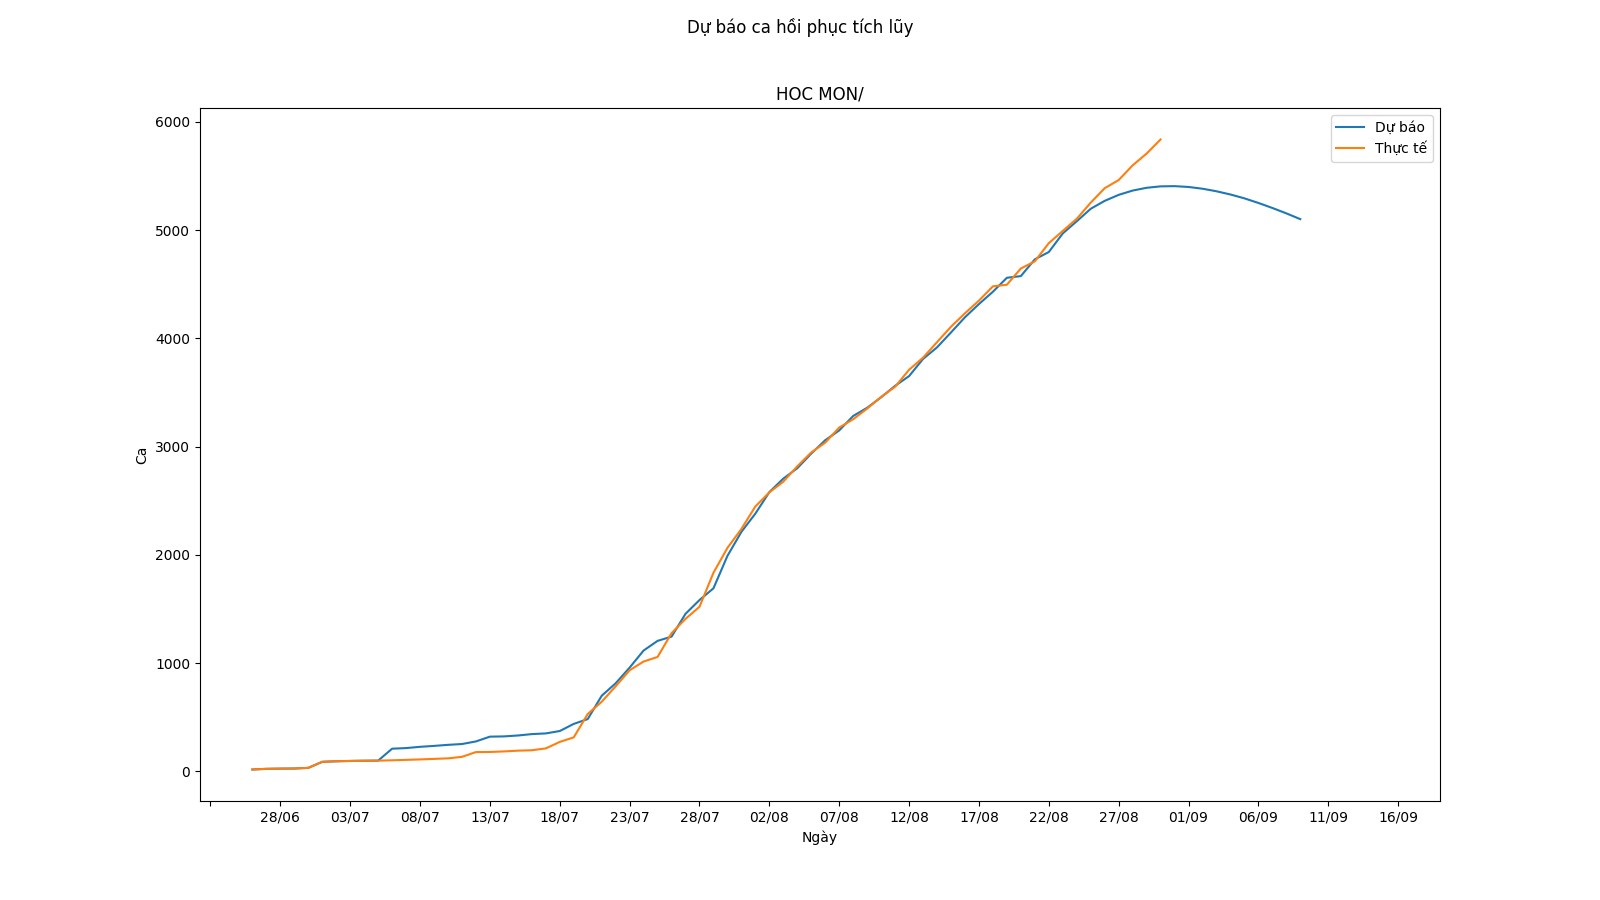 Dự báo ca hồi phục tích lũy
HOC MON/
Dự báo
Thực tế
6000
5000
4000
3000
2000
1000
0
Ca
28/06 03/07 08/07 13/07 18/07 23/07 28/07 02/08 07/08 12/08 17/08 22/08 27/08 01/09 06/09 11/09 16/09
Ngày